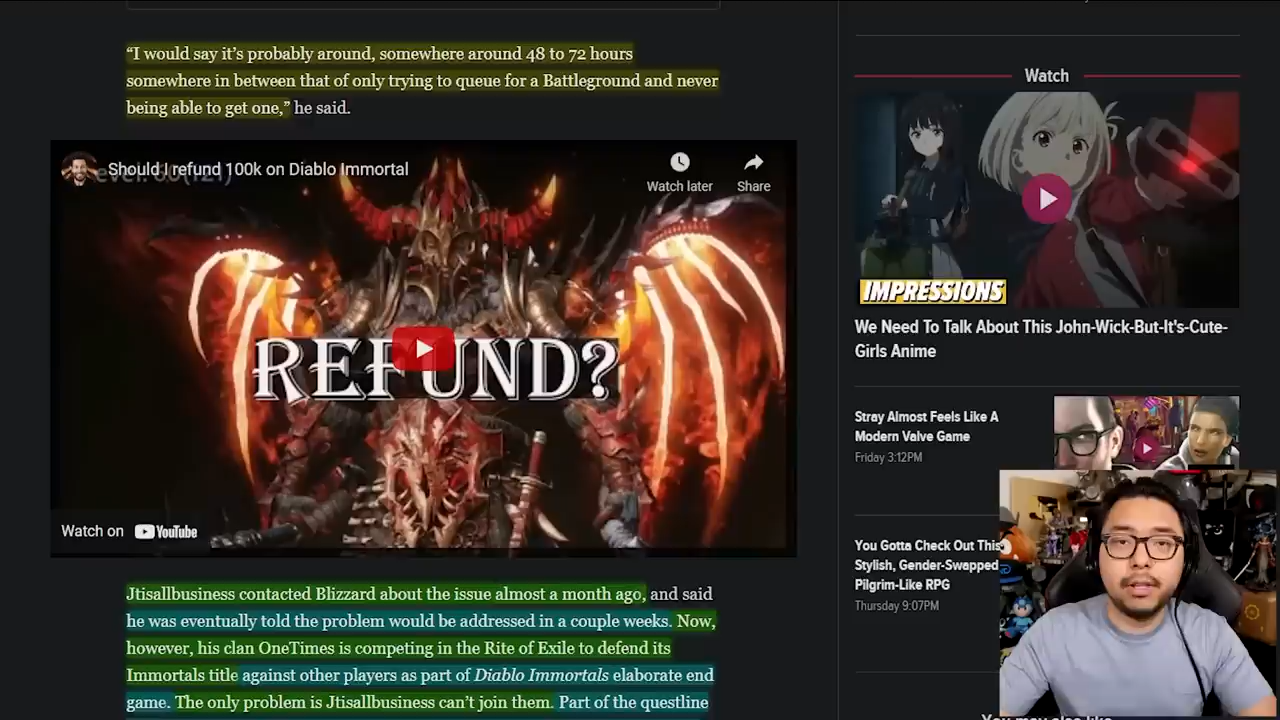 “I would say it’s probably around, somewhere around 48 to 72 hours
somewhere in between that of only trying to queue for a Battleground and never
being able to get one,” he said.
Should I refund 100k on Diablo Immortal
Watch later
Share
REFUND?
Watch on YouTube
Jtisallbusiness contacted Blizzard about the issue almost a month ago, and said
he was eventually told the problem would be addressed in a couple weeks. Now,
however, his clan OneTimes is competing in the Rite of Exile to defend its
Immortals title against other players as part of Diablo Immortals elaborate end
game. The only problem is Jtisallbusiness can’t join them. Part of the questline
Watch
IMPRESSIONS
We Need To Talk About This John-Wick-But-It's-Cute-
Girls Anime
Stray Almost Feels Like A
Modern Valve Game
Friday 3:12PM
You Gotta Check Out This
Stylish, Gender-Swapped
Pilgrim-Like RPG
Thursday 9:07PM